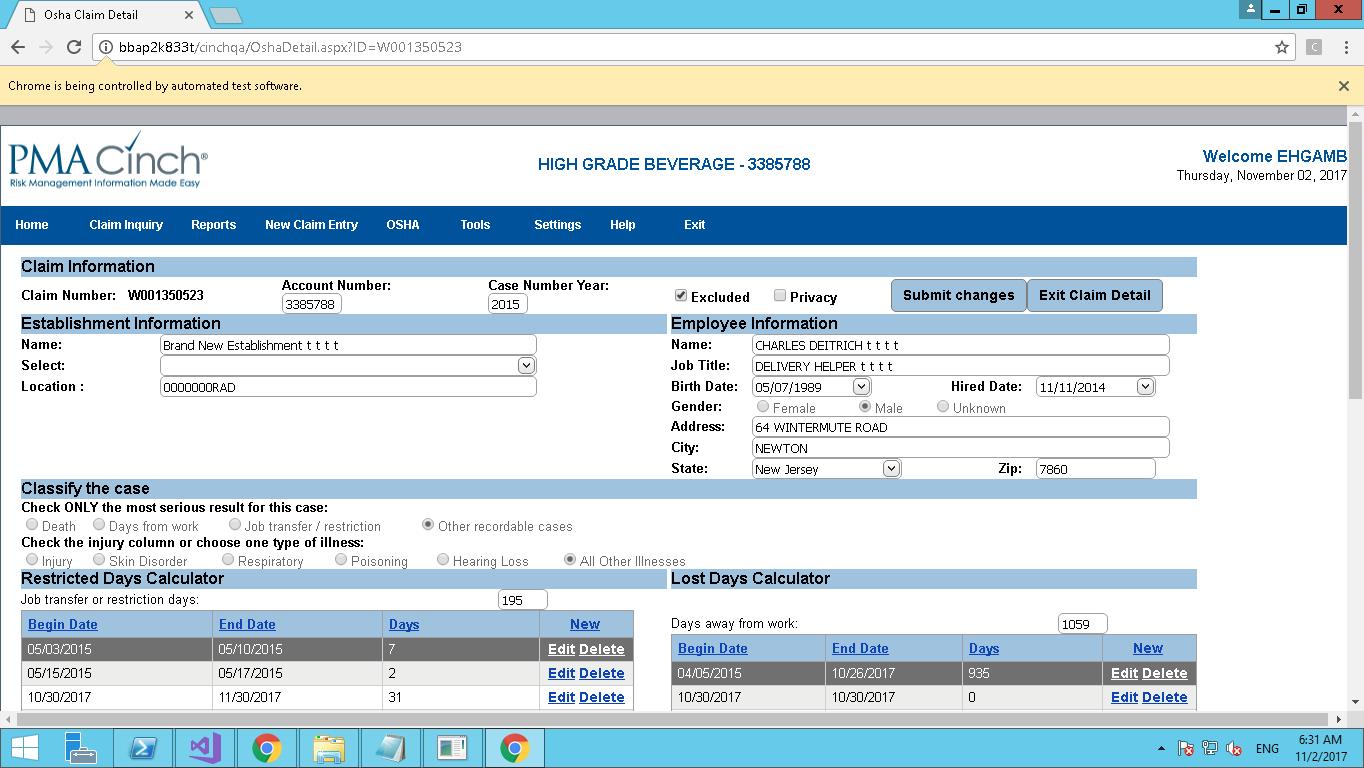 Osha Claim Detail
bbap2k833t/cinchqa/OshaDetail.aspx?ID=W001350523
Chrome is being controlled by automated test software.
PMA Cinch®
Risk Management Information Made Easy
HIGH GRADE BEVERAGE - 3385788
Welcome EHGAMB
Thursday, November 02, 2017
Home Claim Inquiry Reports New Claim Entry OSHA Tools Settings Help Exit
Claim Information
Claim Number: W001350523 Account Number: 3385788 Case Number Year: 2015 Excluded Privacy Submit changes Exit Claim Detail
Establishment Information
Name: Brand New Establishment t t t t
Select:
Location : 0000000RAD
Employee Information
Name: CHARLES DEITRICH t t t t
Job Title: DELIVERY HELPER t t t t
Birth Date: 05/07/1989 Hired Date: 11/11/2014
Gender: Female Male Unknown
Address: 64 WINTERMUTE ROAD
City: NEWTON
State: New Jersey Zip: 7860
Classify the case
Check ONLY the most serious result for this case:
Death Days from work Job transfer / restriction Other recordable cases
Check the injury column or choose one type of illness:
Injury Skin Disorder Respiratory Poisoning Hearing Loss All Other Illnesses
Restricted Days Calculator
Job transfer or restriction days: 195
Begin Date End Date Days New
05/03/2015 05/10/2015 7 Edit Delete
05/15/2015 05/17/2015 2 Edit Delete
10/30/2017 11/30/2017 31 Edit Delete
Lost Days Calculator
Days away from work: 1059
Begin Date End Date Days New
04/05/2015 10/26/2017 935 Edit Delete
10/30/2017 10/30/2017 0 Edit Delete
ENG
6:31 AM
11/2/2017